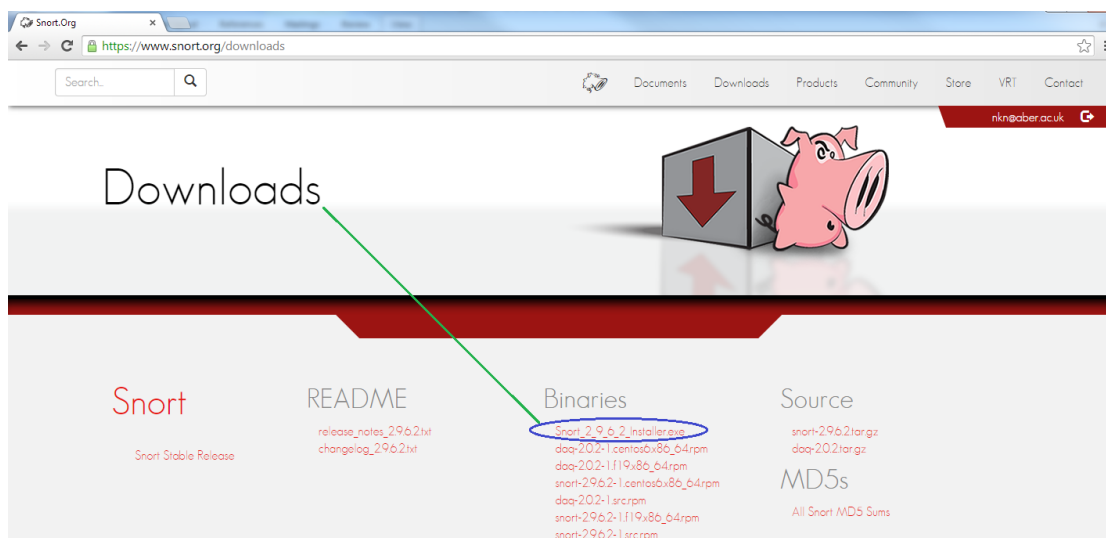 Snort.Org
https://www.snort.org/downloads
Search..
Documents Downloads Products Community Store VRT Contact
nkn@aber.ac.uk
Downloads
Snort
Snort Stable Release
README
release_notes_2.9.6.2.txt
changelog_2.9.6.2.txt
Binaries
Snort_2_9_6_2_Installer.exe
daq-2.0.2-1.centos6.x86_64.rpm
daq-2.0.2-1.f19.x86_64.rpm
snort-2.9.6.2-1.centos6.x86_64.rpm
daq-2.0.2-1.src.rpm
snort-2.9.6.2-1.f19.x86_64.rpm
snort-2.9.6.2-1.src.rpm
Source
snort-2.9.6.2.tar.gz
daq-2.0.2.tar.gz
MD5s
All Snort MD5 Sums